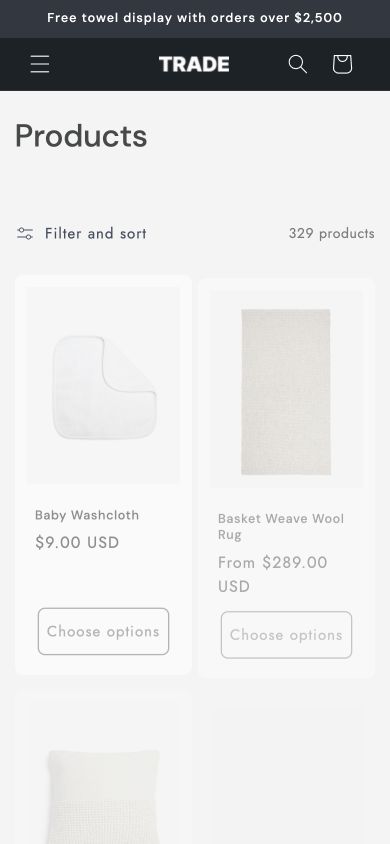 Free towel display with orders over $2,500
TRADE
Products
Filter and sort
329 products
Baby Washcloth
$9.00 USD
Choose options
Basket Weave Wool
Rug
From $289.00
USD
Choose options